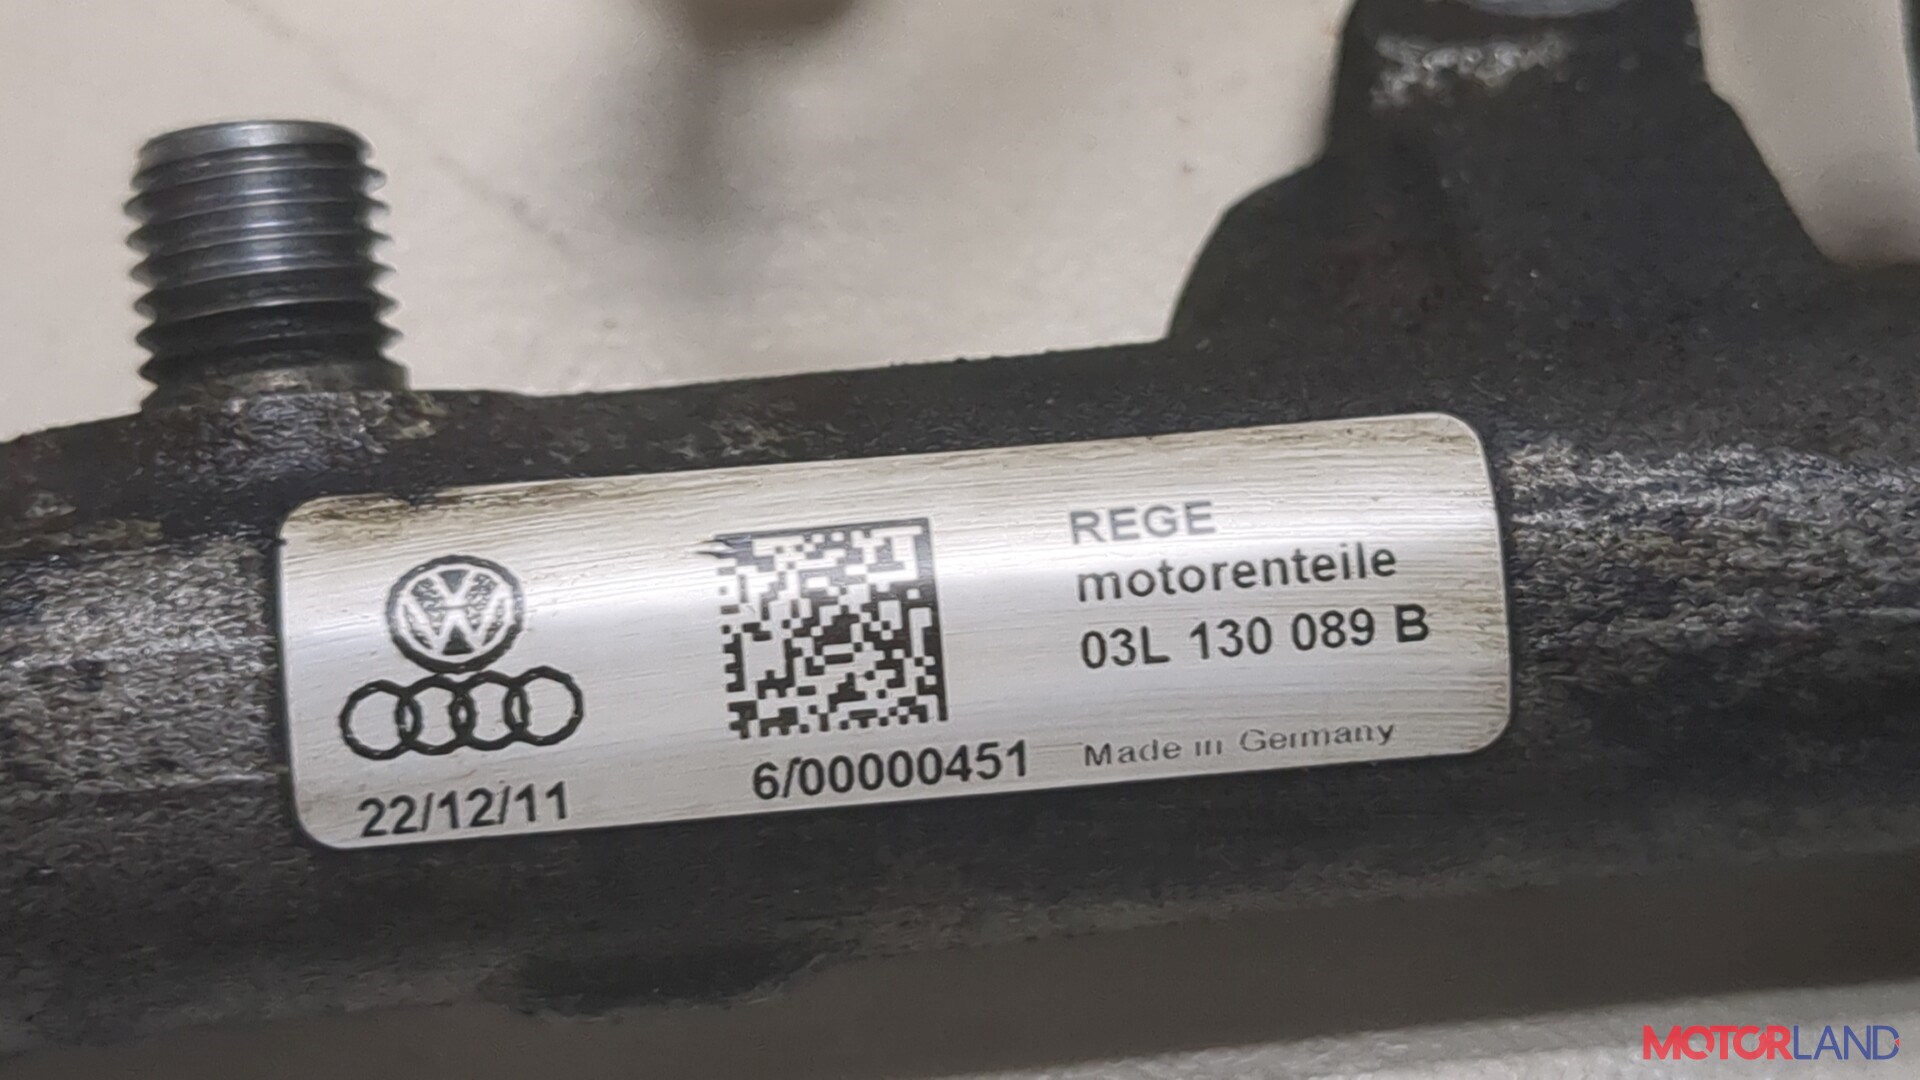 REGE
motorenteile
03L 130 089 B
Made in Germany
6/00000451
22/12/11
MOTORLAND